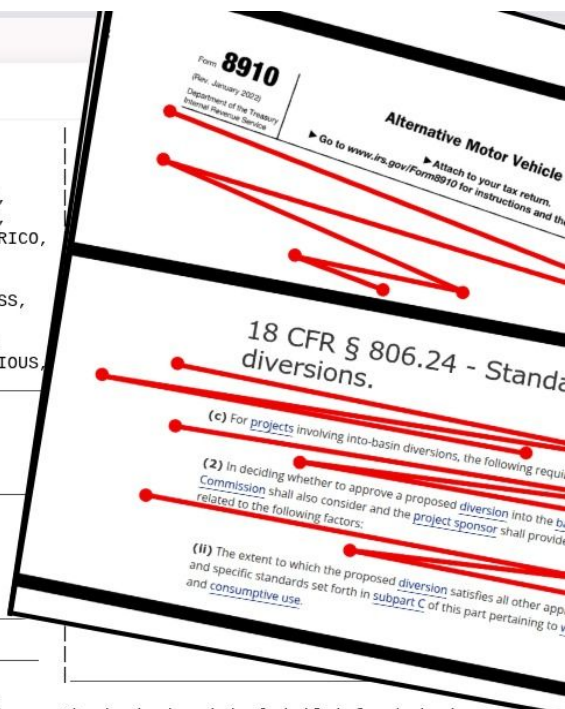 RICO,
SS,
IOUS,
Form 8910
(Rev. January 2022)
Department of the Treasury
Internal Revenue Service
Alternative Motor Vehicle
▶ Attach to your tax return.
▶ Go to www.irs.gov/Form8910 for instructions and the
18 CFR § 806.24 - Standa
diversions.
(c) For projects involving into-basin diversions, the following requi
(2) In deciding whether to approve a proposed diversion into the ba
Commission shall also consider and the project sponsor shall provide
related to the following factors:
(ii) The extent to which the proposed diversion satisfies all other app
and specific standards set forth in subpart C of this part pertaining to w
and consumptive use.